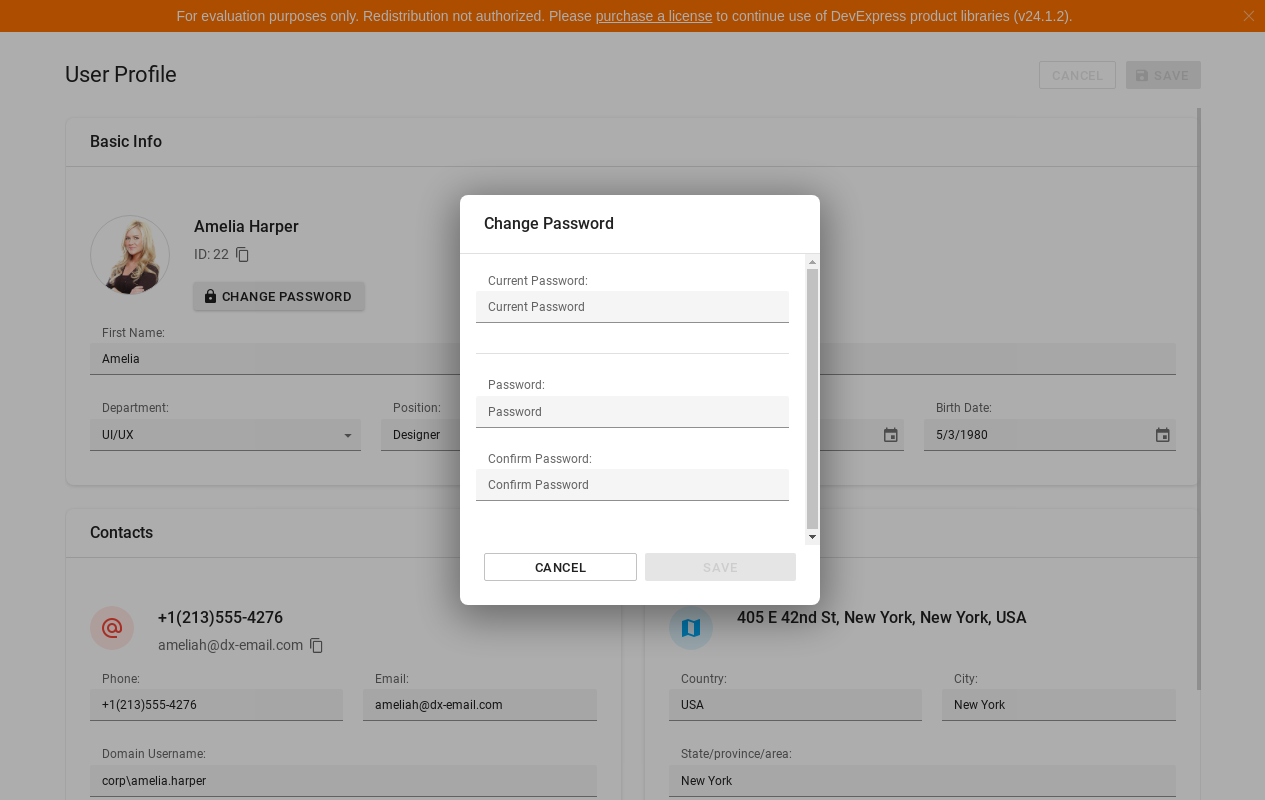 For evaluation purposes only. Redistribution not authorized. Please purchase a license to continue use of DevExpress product libraries (v24.1.2).
User Profile
CANCEL
SAVE
Basic Info
Amelia Harper
ID: 22
CHANGE PASSWORD
First Name:
Amelia
Department:
UI/UX
Position:
Designer
Birth Date:
5/3/1980
Change Password
Current Password:
Current Password
Password:
Password
Confirm Password:
Confirm Password
CANCEL
SAVE
Contacts
+1(213)555-4276
ameliah@dx-email.com
Phone:
+1(213)555-4276
Email:
ameliah@dx-email.com
Domain Username:
corp\amelia.harper
405 E 42nd St, New York, New York, USA
Country:
USA
City:
New York
State/province/area:
New York